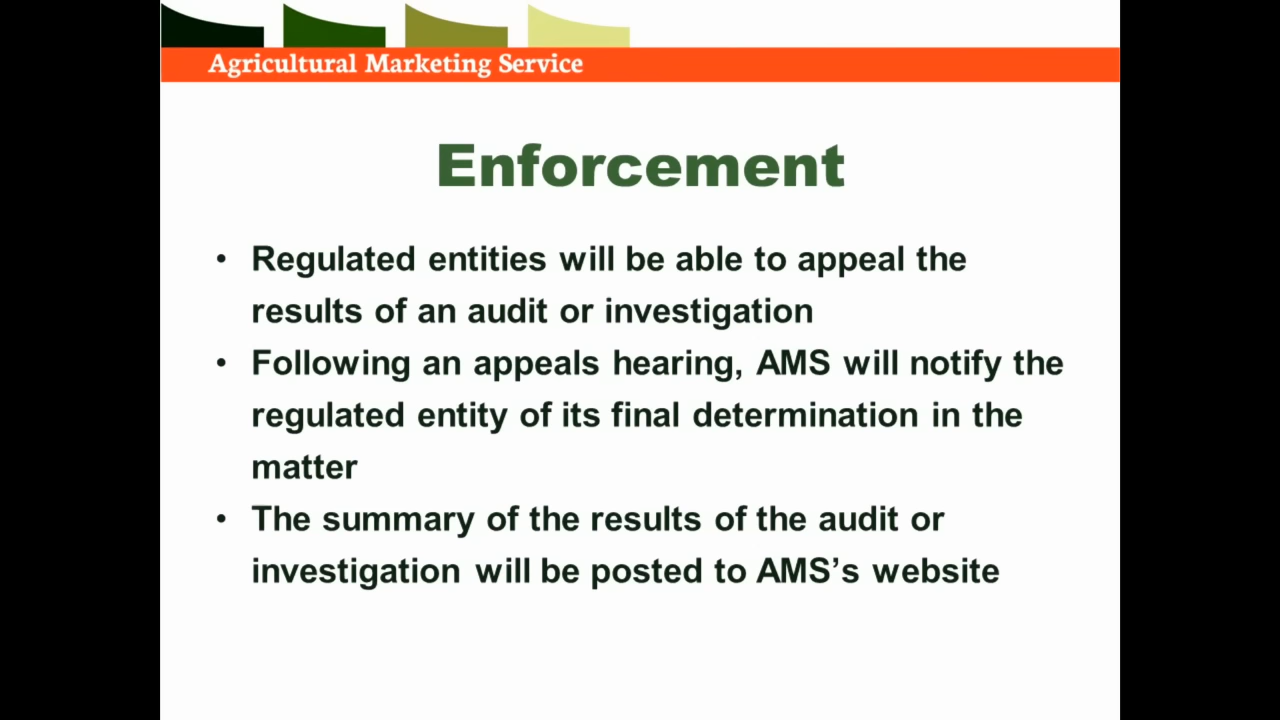 Agricultural Marketing Service
Enforcement
• Regulated entities will be able to appeal the
results of an audit or investigation
• Following an appeals hearing, AMS will notify the
regulated entity of its final determination in the
matter
• The summary of the results of the audit or
investigation will be posted to AMS’s website